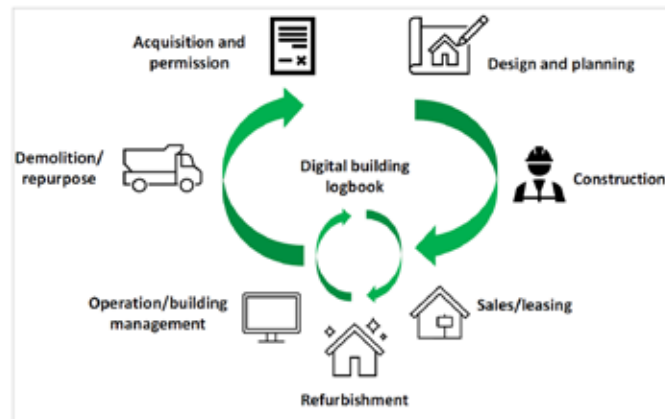 Acquisition and
permission
Design and planning
Demolition/
repurpose
Digital building
logbook
Construction
Operation/building
management
Sales/leasing
Refurbishment